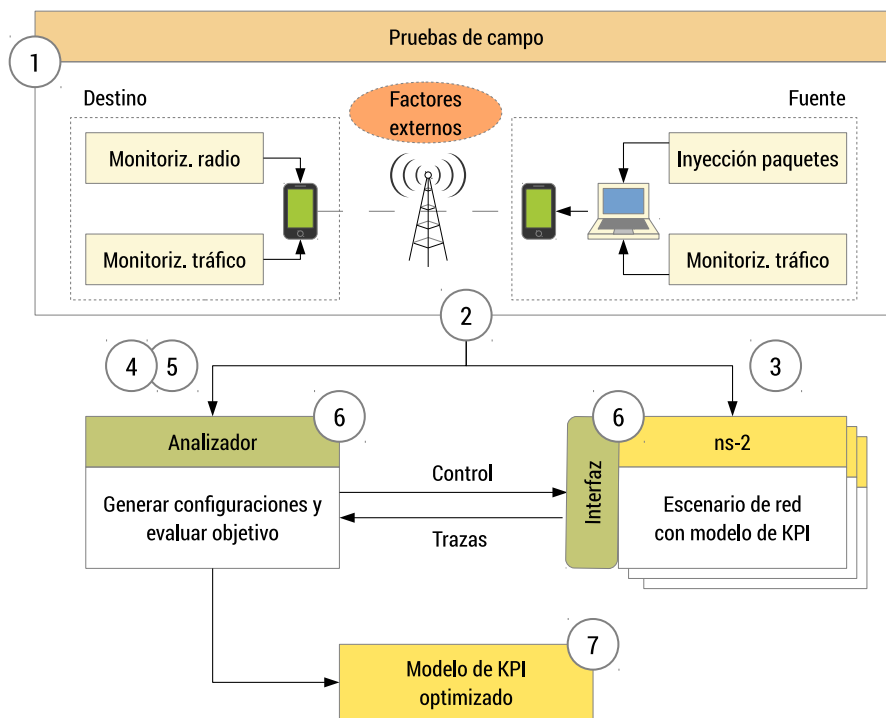 Pruebas de campo
1
Destino
Factores
externos
Fuente
Monitoriz. radio
Inyección paquetes
Monitoriz. tráfico
Monitoriz. tráfico
2
4
5
3
6
6
Analizador
ns-2
Generar configuraciones y
evaluar objetivo
Control
Trazas
Interfaz
Escenario de red
con modelo de KPI
7
Modelo de KPI
optimizado